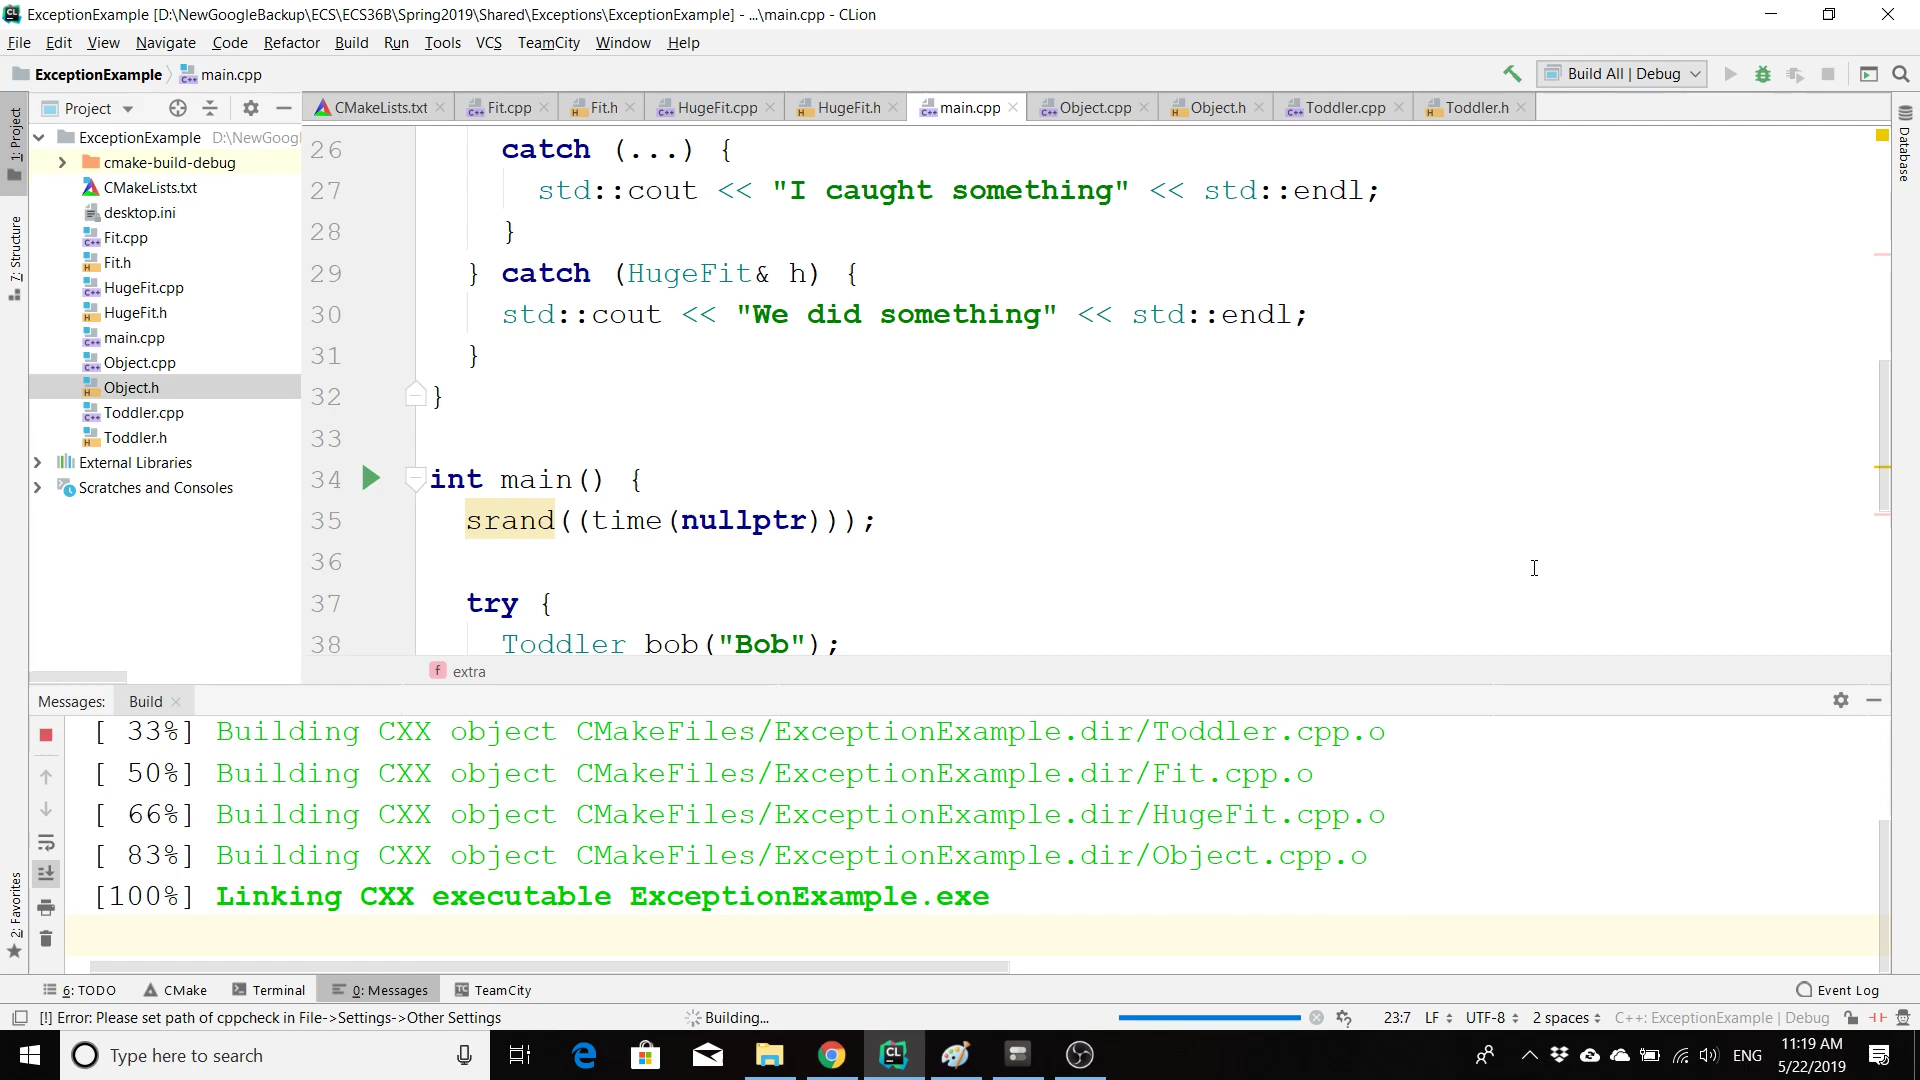 ExceptionExample [D:\NewGoogleBackup\ECS\ECS36B\Spring2019\Shared\Exceptions\ExceptionExample] - ...\main.cpp - CLion
File Edit View Navigate Code Refactor Build Run Tools VCS TeamCity Window Help
ExceptionExample main.cpp Build All | Debug
Project
CMakeLists.txt Fit.cpp Fit.h HugeFit.cpp HugeFit.h main.cpp Object.cpp Object.h Toddler.cpp Toddler.h
1: Project
7: Structure
2: Favorites
Database
ExceptionExample D:\NewGoogl
cmake-build-debug
CMakeLists.txt
desktop.ini
Fit.cpp
Fit.h
HugeFit.cpp
HugeFit.h
main.cpp
Object.cpp
Object.h
Toddler.cpp
Toddler.h
External Libraries
Scratches and Consoles
26 catch (...) {
27 std::cout << "I caught something" << std::endl;
28 }
29 } catch (HugeFit& h) {
30 std::cout << "We did something" << std::endl;
31 }
32 }
33
34 int main() {
35 srand((time(nullptr)));
36
37 try {
38 Toddler bob("Bob");
f extra
Messages: Build
[ 33%] Building CXX object CMakeFiles/ExceptionExample.dir/Toddler.cpp.o
[ 50%] Building CXX object CMakeFiles/ExceptionExample.dir/Fit.cpp.o
[ 66%] Building CXX object CMakeFiles/ExceptionExample.dir/HugeFit.cpp.o
[ 83%] Building CXX object CMakeFiles/ExceptionExample.dir/Object.cpp.o
[100%] Linking CXX executable ExceptionExample.exe
6: TODO CMake Terminal 0: Messages TeamCity Event Log
[!] Error: Please set path of cppcheck in File->Settings->Other Settings Building... 23:7 LF UTF-8 2 spaces C++: ExceptionExample | Debug
Type here to search ENG 11:19 AM
5/22/2019